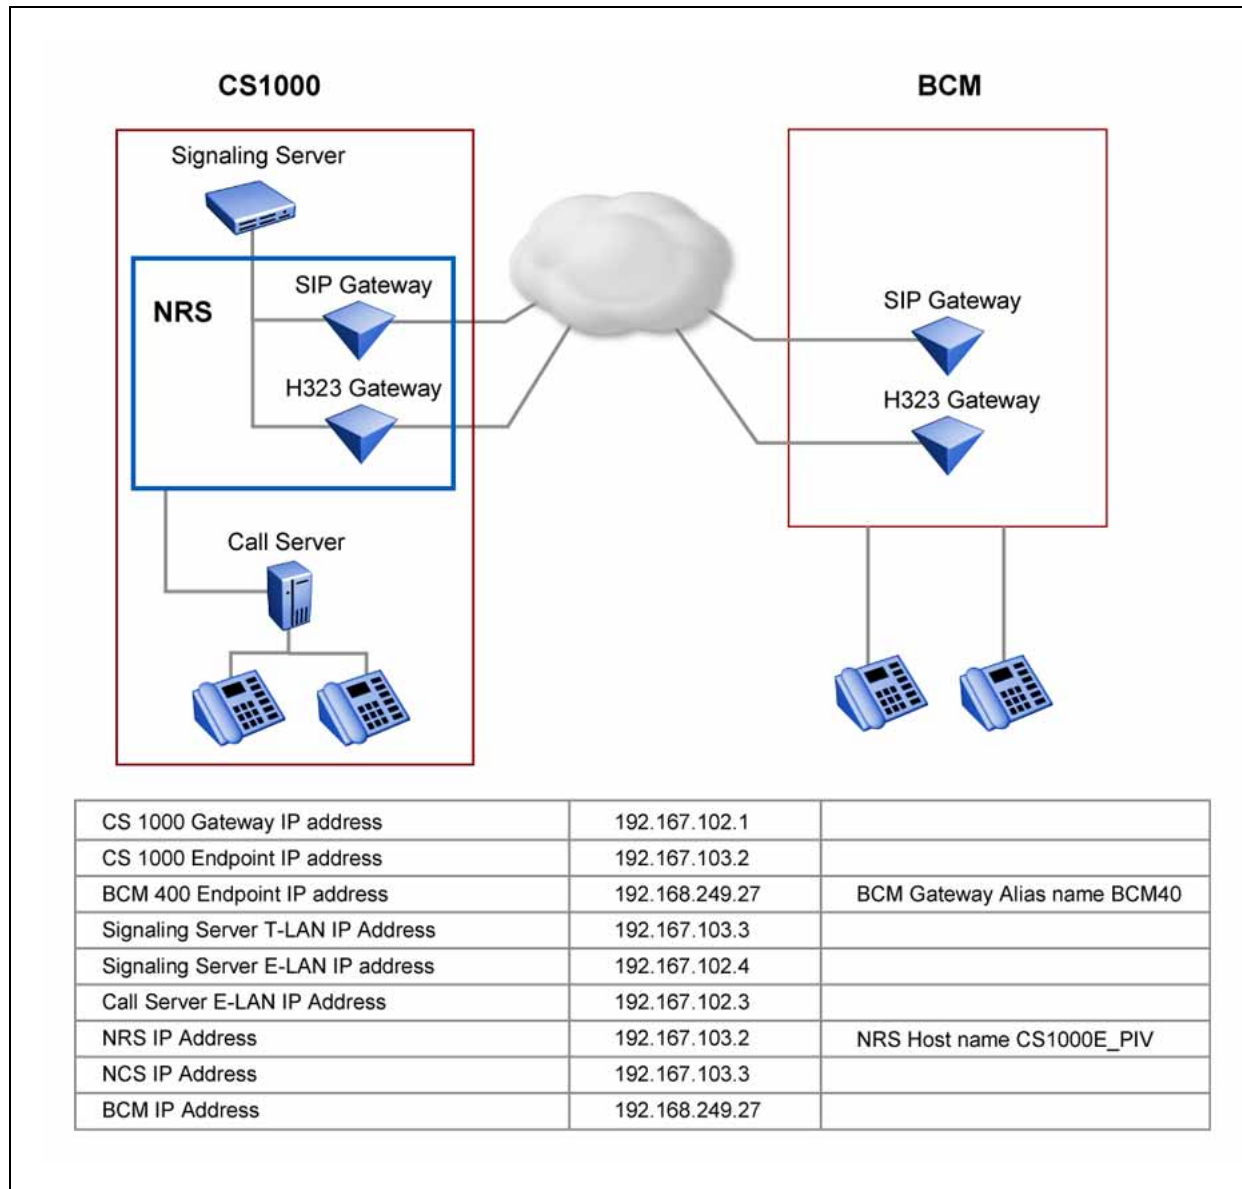 CS1000
BCM
Signaling Server
NRS
SIP Gateway
H323 Gateway
Call Server
SIP Gateway
H323 Gateway
CS 1000 Gateway IP address 192.167.102.1
CS 1000 Endpoint IP address 192.167.103.2
BCM 400 Endpoint IP address 192.168.249.27 BCM Gateway Alias name BCM40
Signaling Server T-LAN IP Address 192.167.103.3
Signaling Server E-LAN IP address 192.167.102.4
Call Server E-LAN IP Address 192.167.102.3
NRS IP Address 192.167.103.2 NRS Host name CS1000E_PIV
NCS IP Address 192.167.103.3
BCM IP Address 192.168.249.27